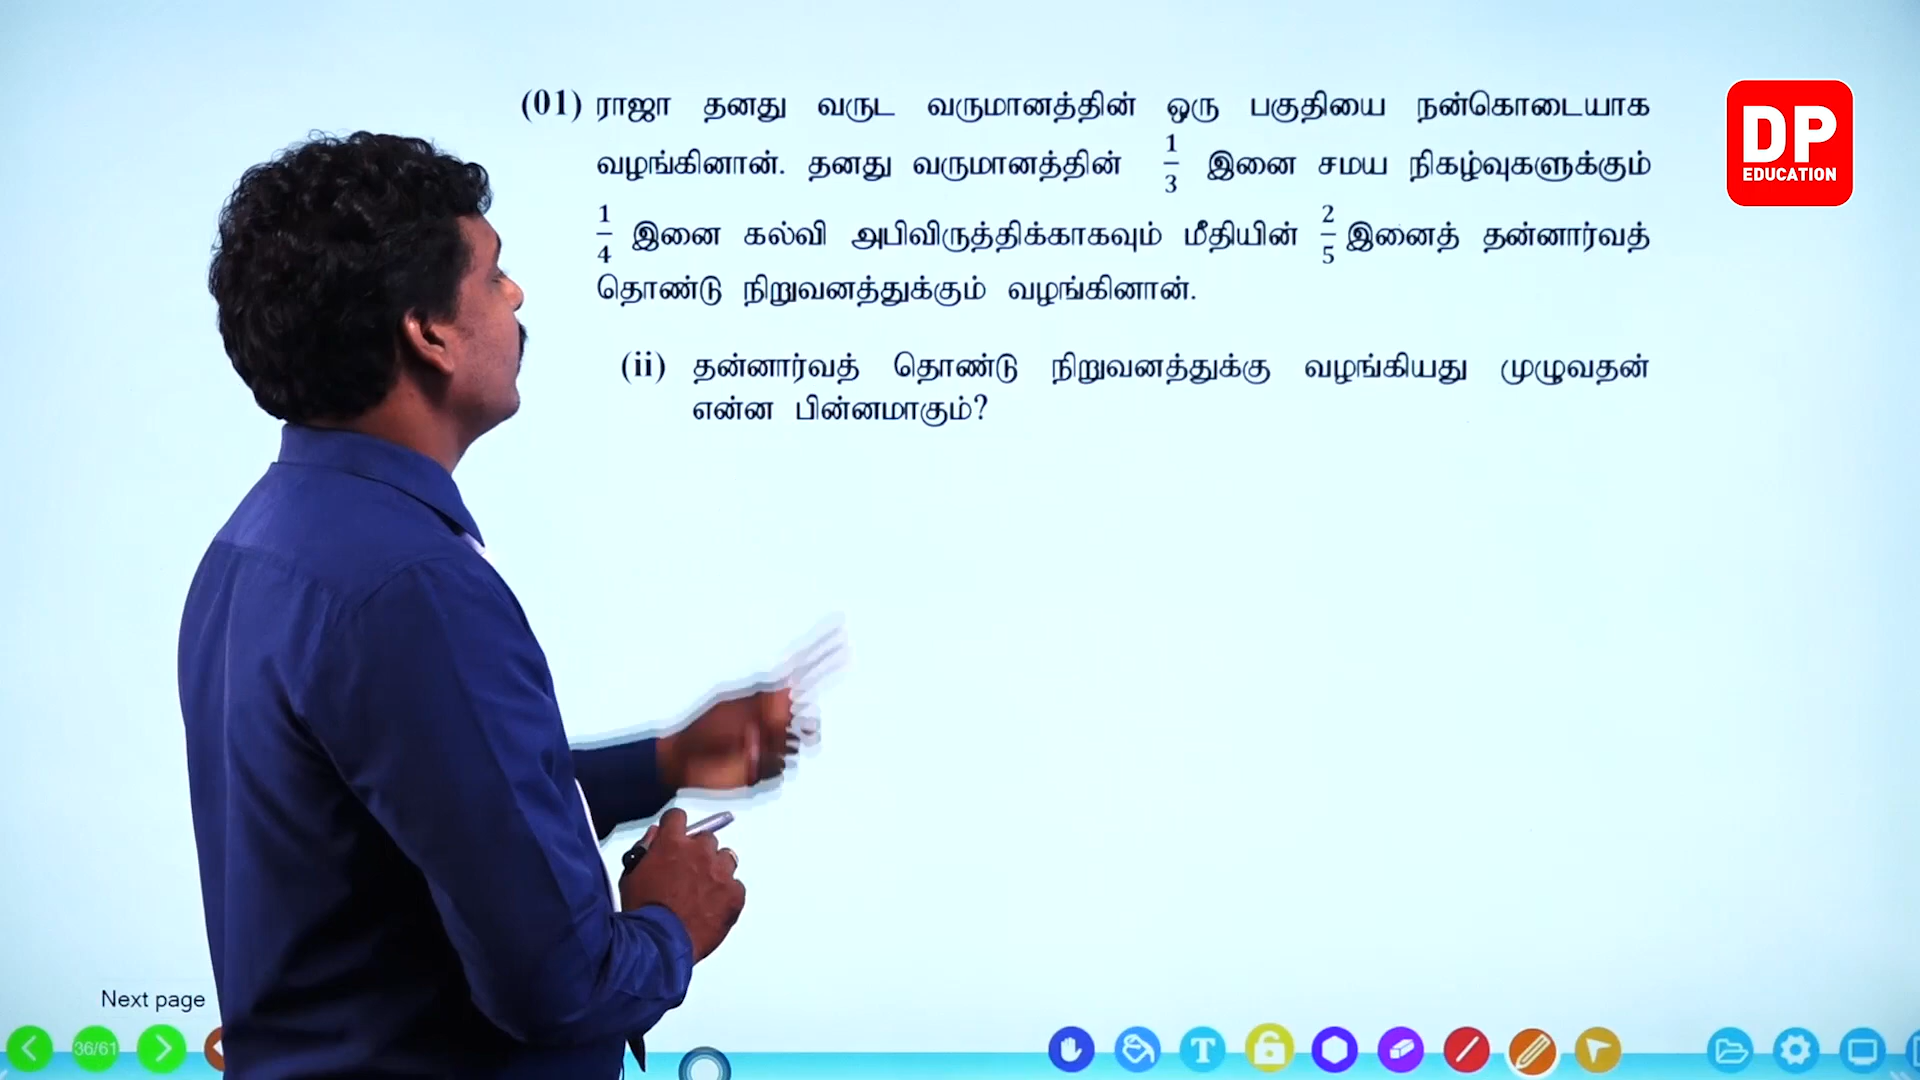 (01) ராஜா தனது வருட வருமானத்தின் ஒரு பகுதியை நன்கொடையாக
வழங்கினான். தனது வருமானத்தின் 1/3 இனை சமய நிகழ்வுகளுக்கும்
1/4 இனை கல்வி அபிவிருத்திக்காகவும் மீதியின் 2/5 இனைத் தன்னார்வத்
தொண்டு நிறுவனத்துக்கும் வழங்கினான்.
(ii) தன்னார்வத் தொண்டு நிறுவனத்துக்கு வழங்கியது முழுவதன்
என்ன பின்னமாகும்?
DP
EDUCATION
Next page
36/61
T